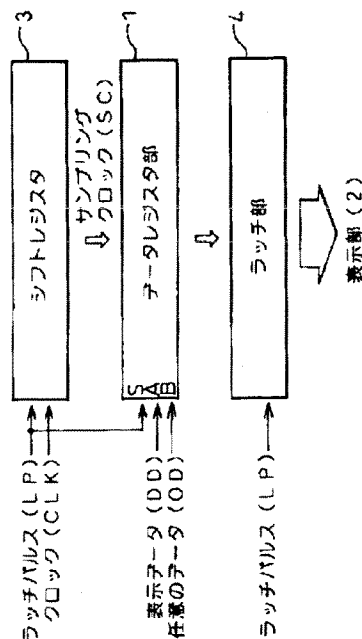 ラッチパルス（LP）
クロック（CLK）
シフトレジスタ
3
サンプリング
クロック（SC）
表示データ（DD）
任意のデータ（OD）
S
A
B
データレジスタ部
1
ラッチパルス（LP）
ラッチ部
4
表示部（2）